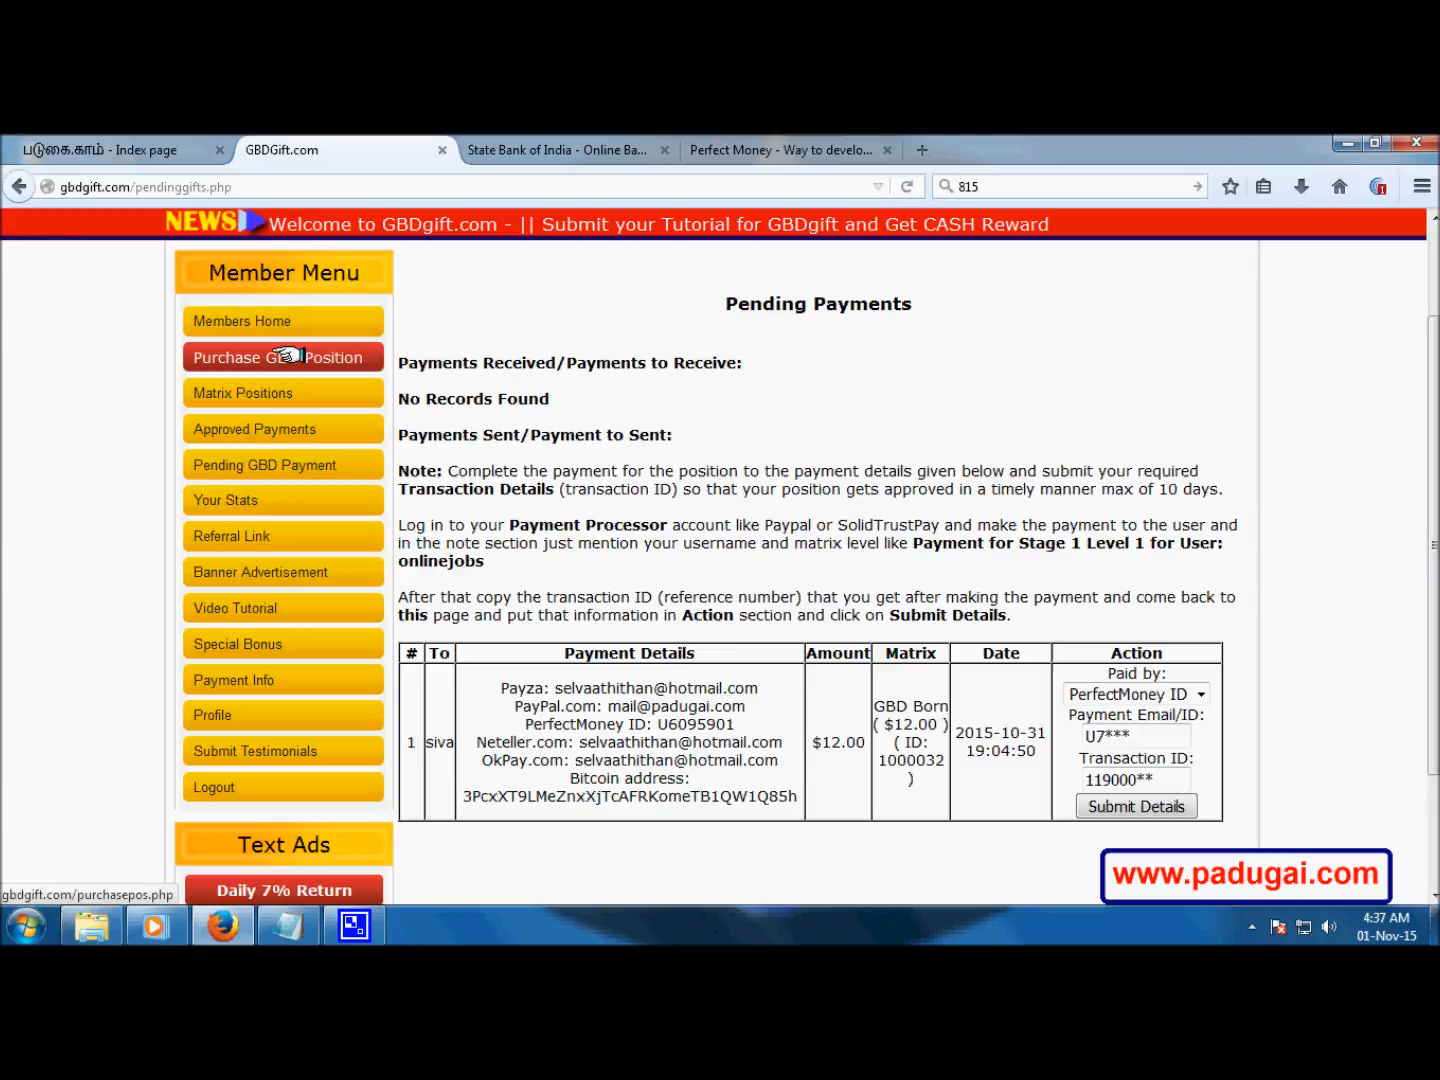 படுகை.காம் - Index page
GBDGift.com
State Bank of India - Online Ba...
Perfect Money - Way to develo...
gbdgift.com/pendinggifts.php
815
NEWS Welcome to GBDgift.com - || Submit your Tutorial for GBDgift and Get CASH Reward
Member Menu
Members Home
Purchase Position
Matrix Positions
Approved Payments
Pending GBD Payment
Your Stats
Referral Link
Banner Advertisement
Video Tutorial
Special Bonus
Payment Info
Profile
Submit Testimonials
Logout
Text Ads
Daily 7% Return
Pending Payments
Payments Received/Payments to Receive:
No Records Found
Payments Sent/Payment to Sent:
Note: Complete the payment for the position to the payment details given below and submit your required
Transaction Details (transaction ID) so that your position gets approved in a timely manner max of 10 days.
Log in to your Payment Processor account like Paypal or SolidTrustPay and make the payment to the user and
in the note section just mention your username and matrix level like Payment for Stage 1 Level 1 for User:
onlinejobs
After that copy the transaction ID (reference number) that you get after making the payment and come back to
this page and put that information in Action section and click on Submit Details.
# To Payment Details Amount Matrix Date Action
1
siva
Payza: selvaathithan@hotmail.com
PayPal.com: mail@padugai.com
PerfectMoney ID: U6095901
Neteller.com: selvaathithan@hotmail.com
OkPay.com: selvaathithan@hotmail.com
Bitcoin address:
3PcxXT9LMeZnxXjTcAFRKomeTB1QW1Q85h
$12.00
GBD Born
( $12.00 )
( ID:
1000032
)
2015-10-31
19:04:50
Paid by:
PerfectMoney ID
Payment Email/ID:
U7***
Transaction ID:
119000**
Submit Details
www.padugai.com
gbdgift.com/purchasepos.php
4:37 AM
01-Nov-15